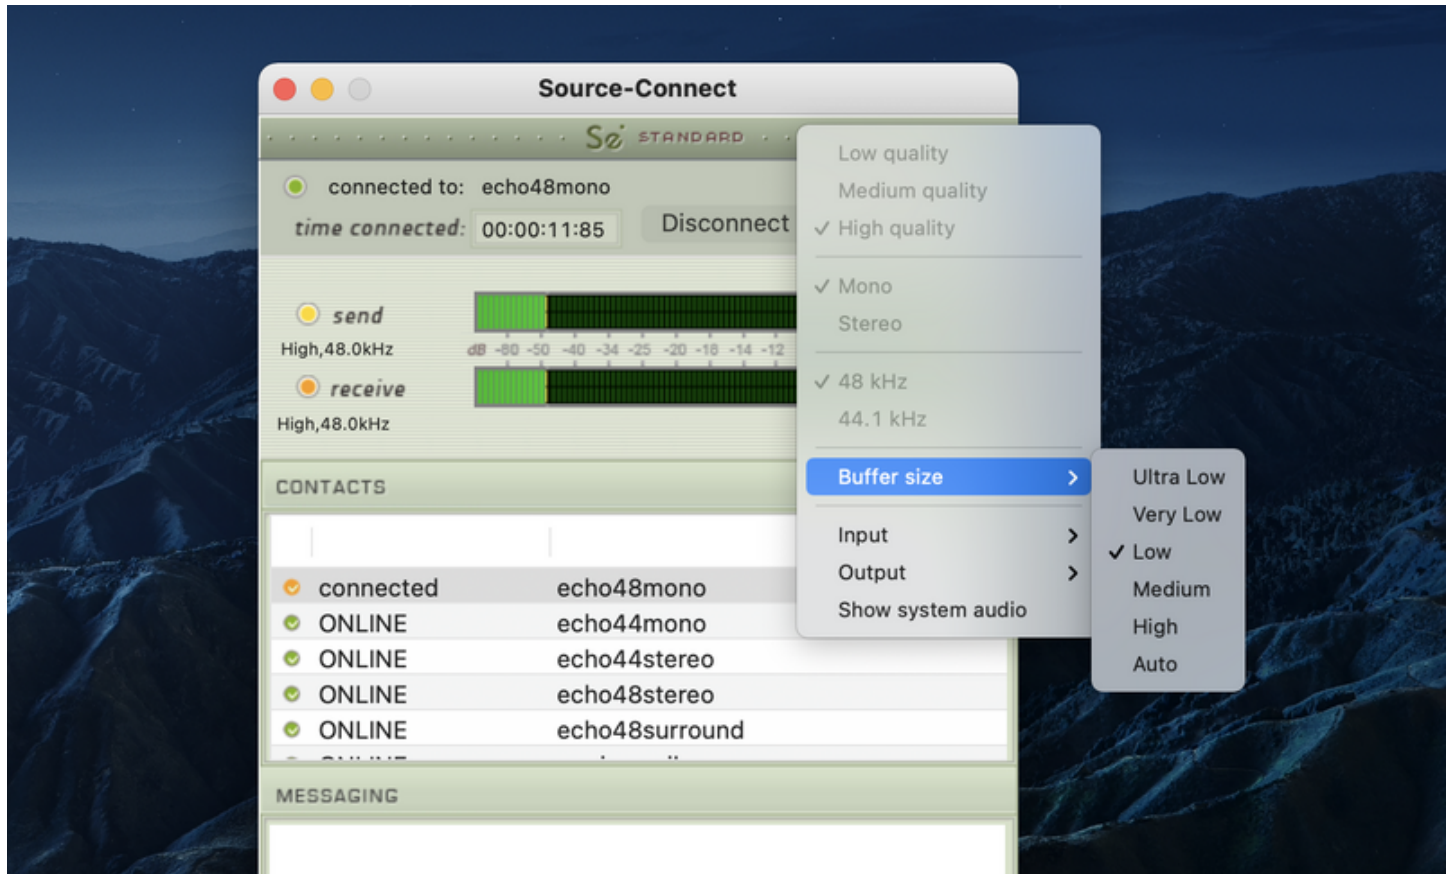 Source-Connect
Se STANDARD
connected to: echo48mono
time connected: 00:00:11:85 Disconnect
send
High,48.0kHz
dB -60 -50 -40 -34 -25 -20 -16 -14 -12
receive
High,48.0kHz
CONTACTS
connected echo48mono
ONLINE echo44mono
ONLINE echo44stereo
ONLINE echo48stereo
ONLINE echo48surround
MESSAGING
Low quality
Medium quality
✓ High quality
✓ Mono
Stereo
✓ 48 kHz
44.1 kHz
Buffer size
Input
Output
Show system audio
Ultra Low
Very Low
✓ Low
Medium
High
Auto